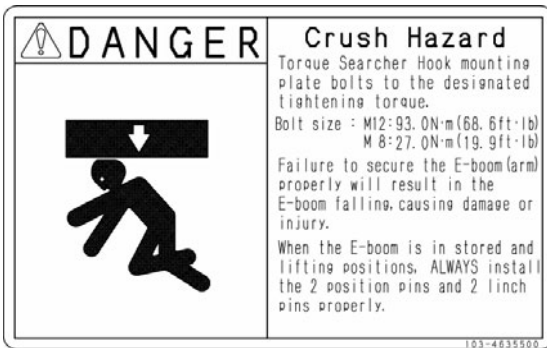 DANGER
Crush Hazard
Torque Searcher Hook mounting
plate bolts to the designated
tightening torque.
Bolt size : M12:93.0N·m(68.6ft·lb)
M 8:27.0N·m(19.9ft·lb)
Failure to secure the E-boom(arm)
properly will result in the
E-boom falling, causing damage or
injury.
When the E-boom is in stored and
lifting positions, ALWAYS install
the 2 position pins and 2 linch
pins properly.
103-4635500